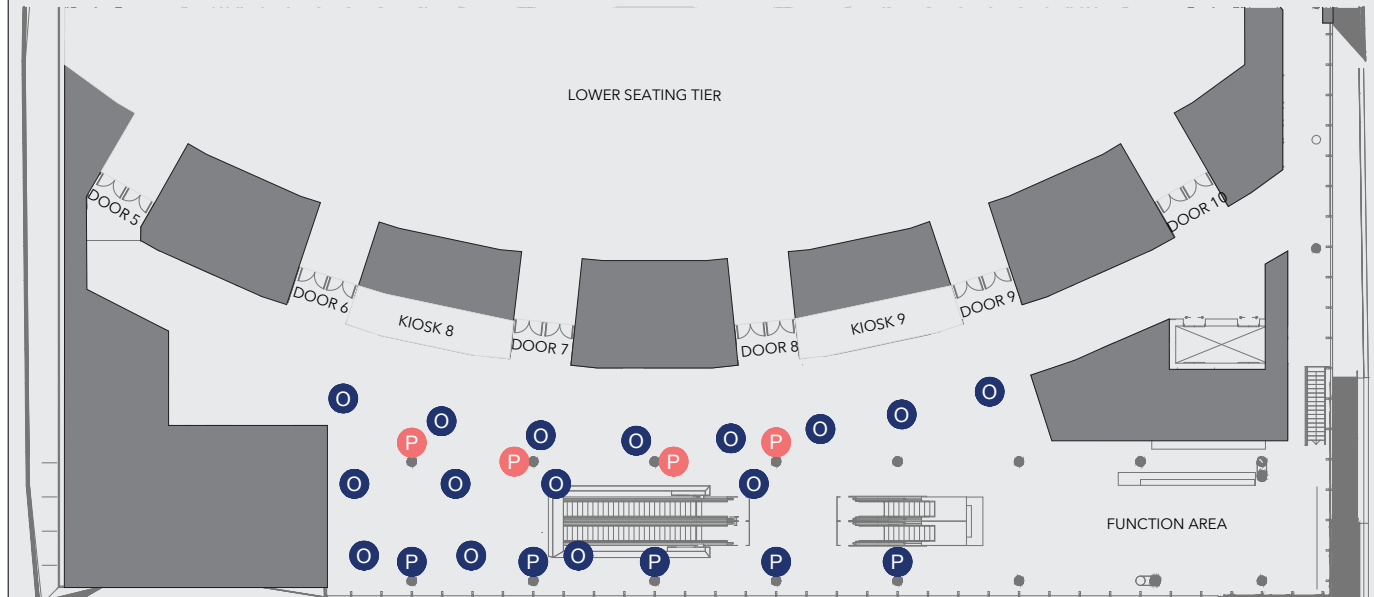 LOWER SEATING TIER
DOOR 5
DOOR 6
KIOSK 8
DOOR 7
DOOR 8
KIOSK 9
DOOR 9
DOOR 10
O
O
O
O
O
O
O
O
P
P
P
P
O
O
O
O
FUNCTION AREA
O
P
O
P
O
P
P
P